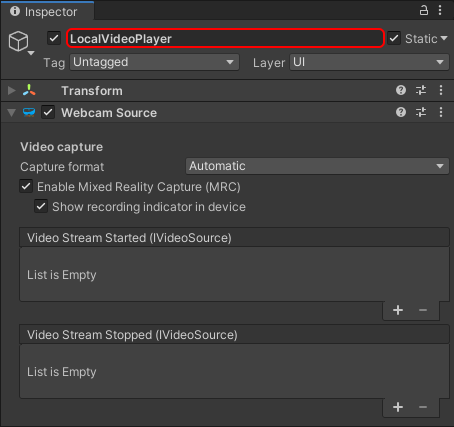 Inspector
LocalVideoPlayer Static
Tag Untagged Layer UI
Transform
Webcam Source
Video capture
Capture format Automatic
Enable Mixed Reality Capture (MRC)
Show recording indicator in device
Video Stream Started (IVideoSource)
List is Empty
Video Stream Stopped (IVideoSource)
List is Empty